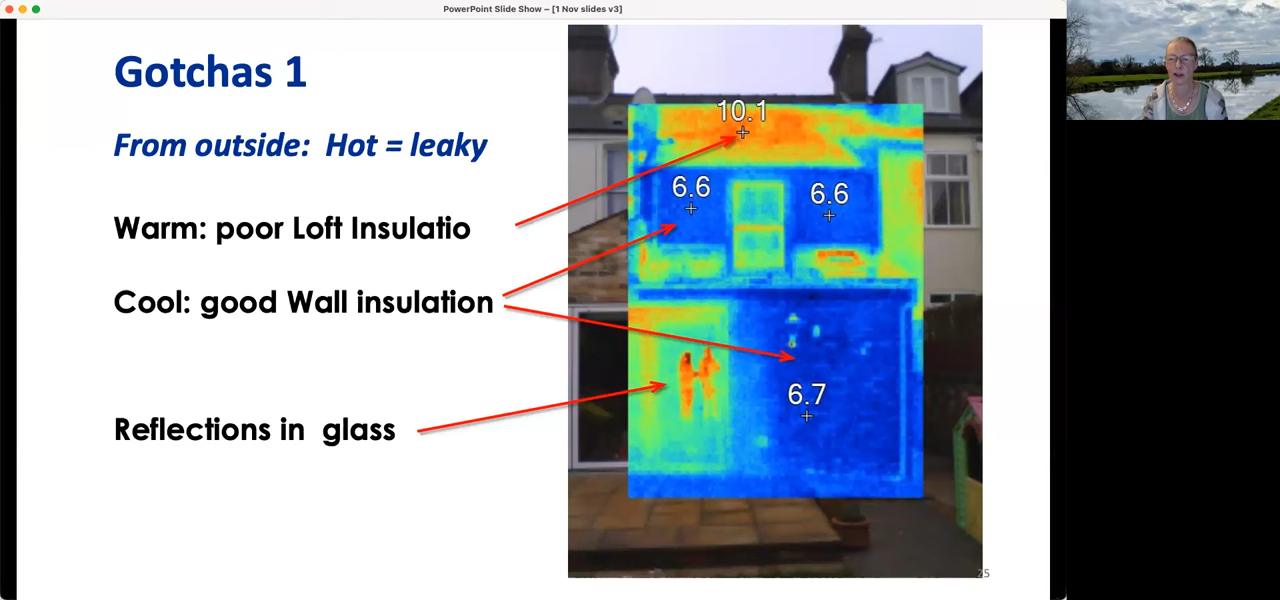 PowerPoint Slide Show – [1 Nov slides v3]
Gotchas 1
From outside: Hot = leaky
Warm: poor Loft Insulatio
Cool: good Wall insulation
Reflections in glass
10.1
6.6
6.6
6.7
25